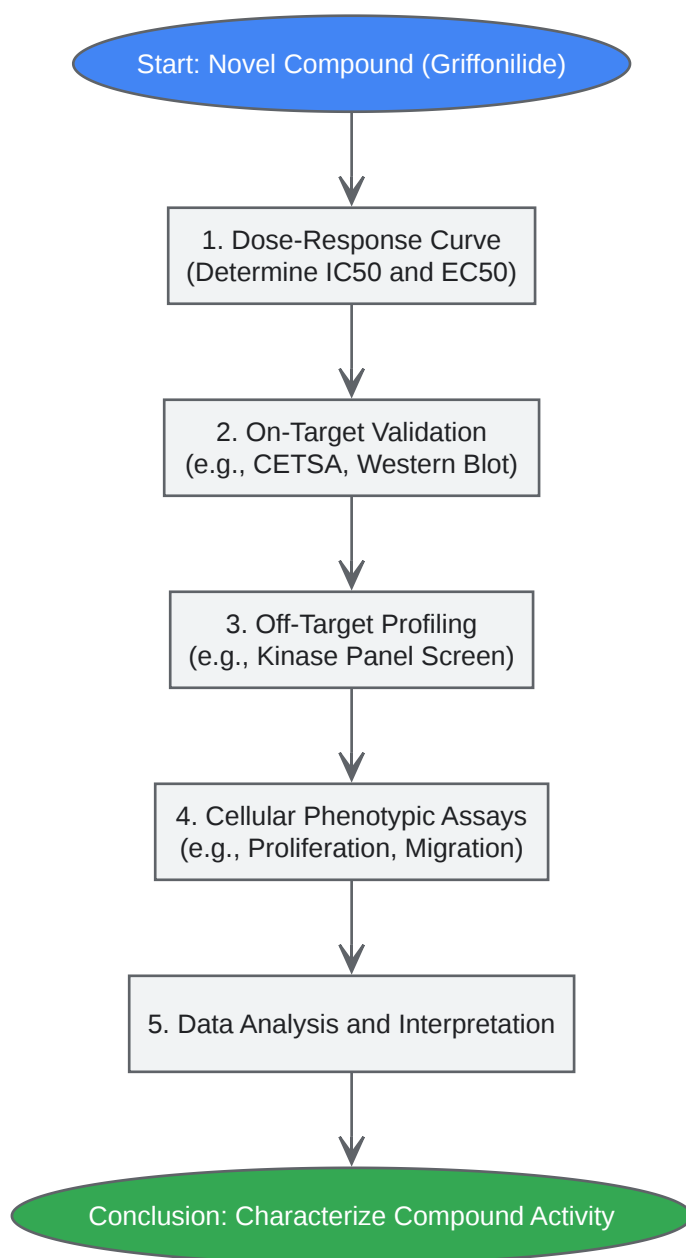 Start: Novel Compound (Griffonilide)
1. Dose-Response Curve
(Determine IC50 and EC50)
2. On-Target Validation
(e.g., CETSA, Western Blot)
3. Off-Target Profiling
(e.g., Kinase Panel Screen)
4. Cellular Phenotypic Assays
(e.g., Proliferation, Migration)
5. Data Analysis and Interpretation
Conclusion: Characterize Compound Activity